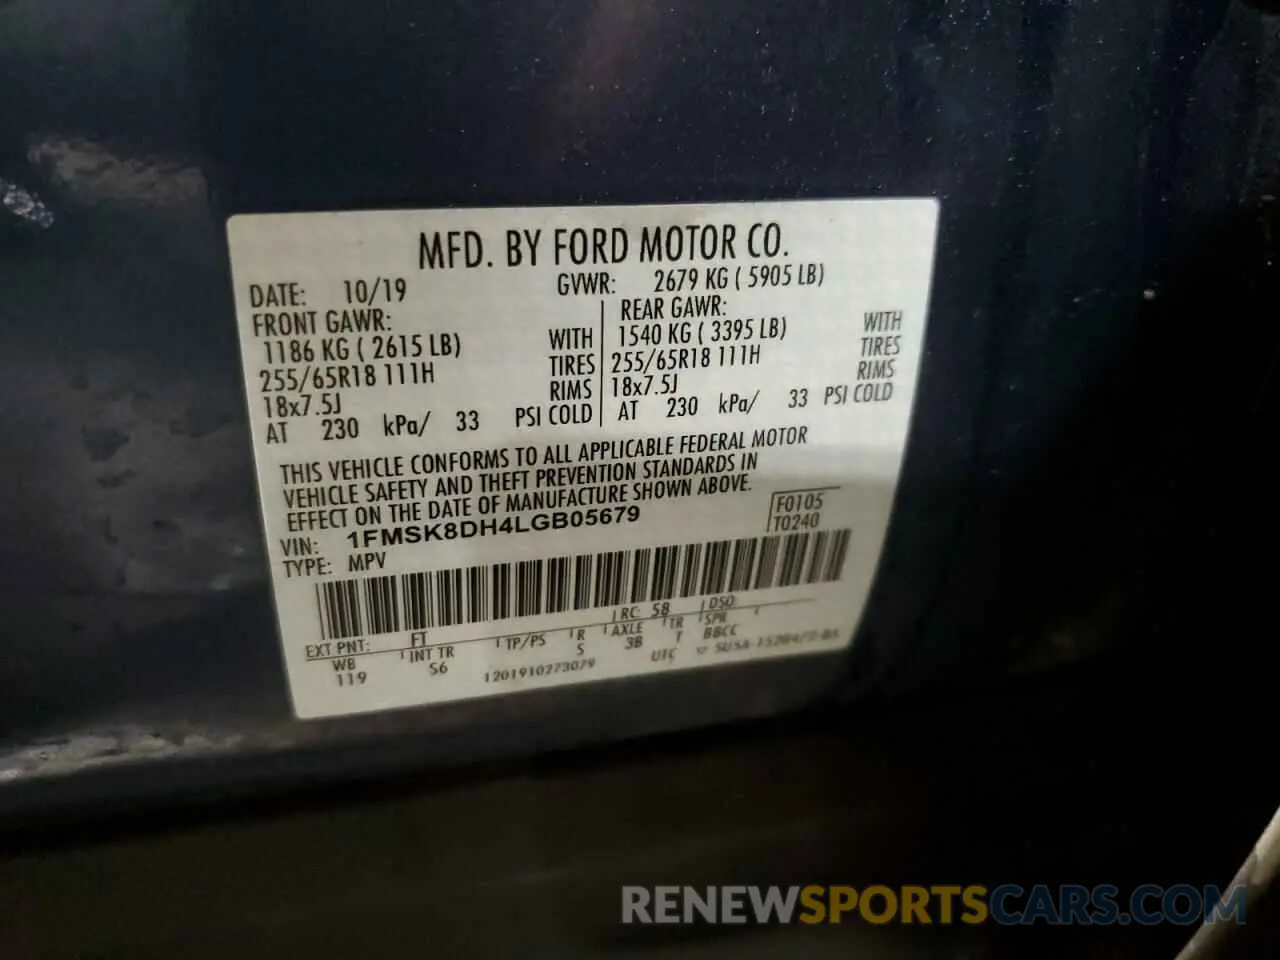 MFD. BY FORD MOTOR CO.
DATE: 10/19 GVWR: 2679 KG ( 5905 LB)
FRONT GAWR: REAR GAWR:
1186 KG ( 2615 LB) WITH 1540 KG ( 3395 LB) WITH
255/65R18 111H TIRES 255/65R18 111H TIRES
18x7.5J RIMS 18x7.5J RIMS
AT 230 kPa/ 33 PSI COLD AT 230 kPa/ 33 PSI COLD
THIS VEHICLE CONFORMS TO ALL APPLICABLE FEDERAL MOTOR
VEHICLE SAFETY AND THEFT PREVENTION STANDARDS IN
EFFECT ON THE DATE OF MANUFACTURE SHOWN ABOVE.
VIN: 1FMSK8DH4LGB05679 F0105
TYPE: MPV T0240
EXT PNT: FT RC: 58 DSO:
WB INT TR TP/PS R AXLE TR SPR
119 S6 S 3B T BBCC
1201910273079 UTC
RENEWSPORTSCARS.COM